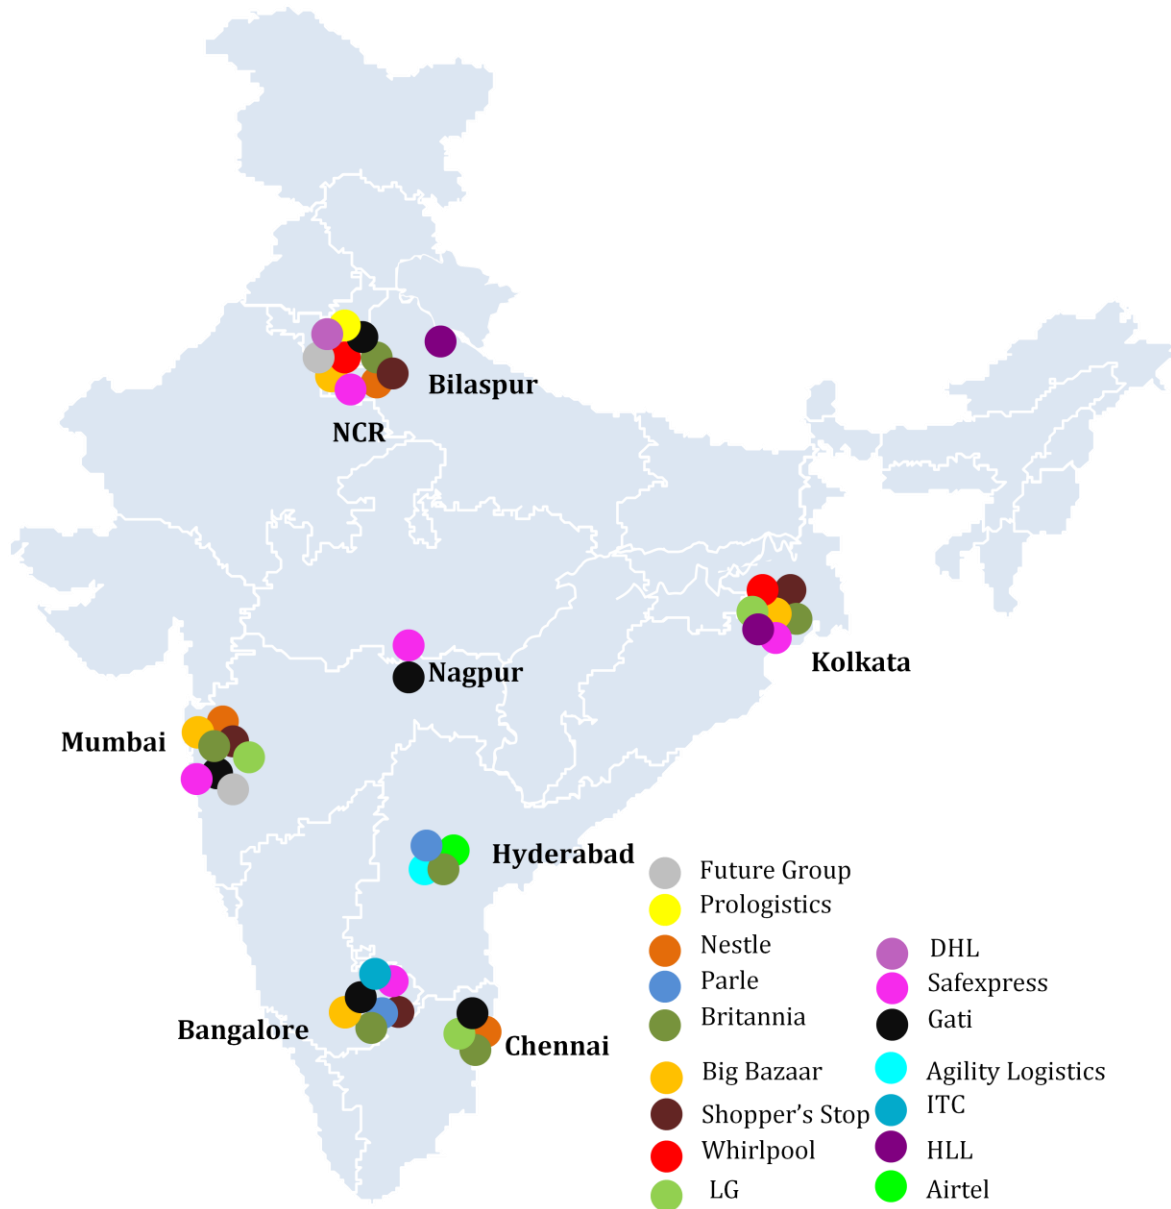 Bilaspur
NCR
Kolkata
Nagpur
Mumbai
Hyderabad
Bangalore
Chennai
Future Group
Prologistics
Nestle
Parle
Britannia
Big Bazaar
Shopper’s Stop
Whirlpool
LG
DHL
Safexpress
Gati
Agility Logistics
ITC
HLL
Airtel